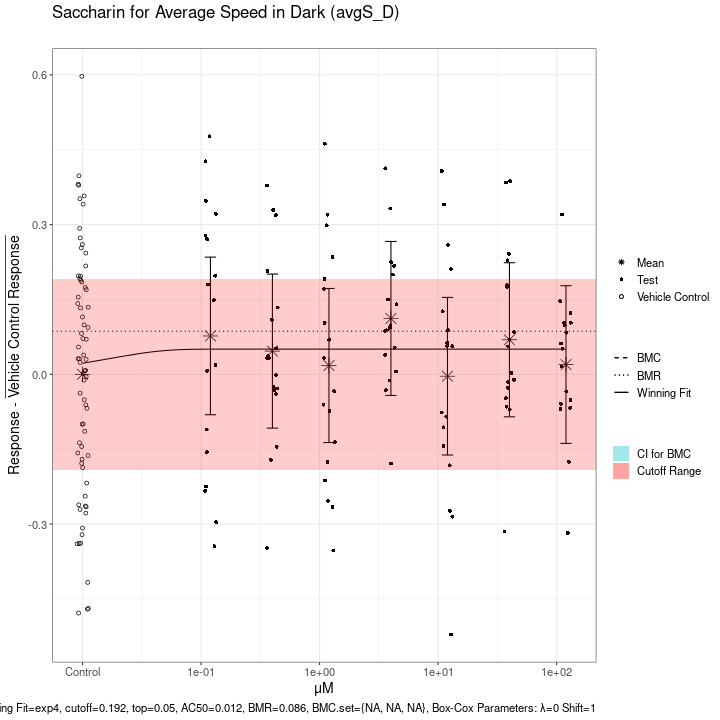 Saccharin for Average Speed in Dark (avgS_D)
Response - Vehicle Control Response
0.6
0.3
0.0
-0.3
Control
1e-01
1e+00
1e+01
1e+02
μM
Mean
Test
Vehicle Control
BMC
BMR
Winning Fit
CI for BMC
Cutoff Range
ing Fit=exp4, cutoff=0.192, top=0.05, AC50=0.012, BMR=0.086, BMC.set={NA, NA, NA}, Box-Cox Parameters: λ=0 Shift=1